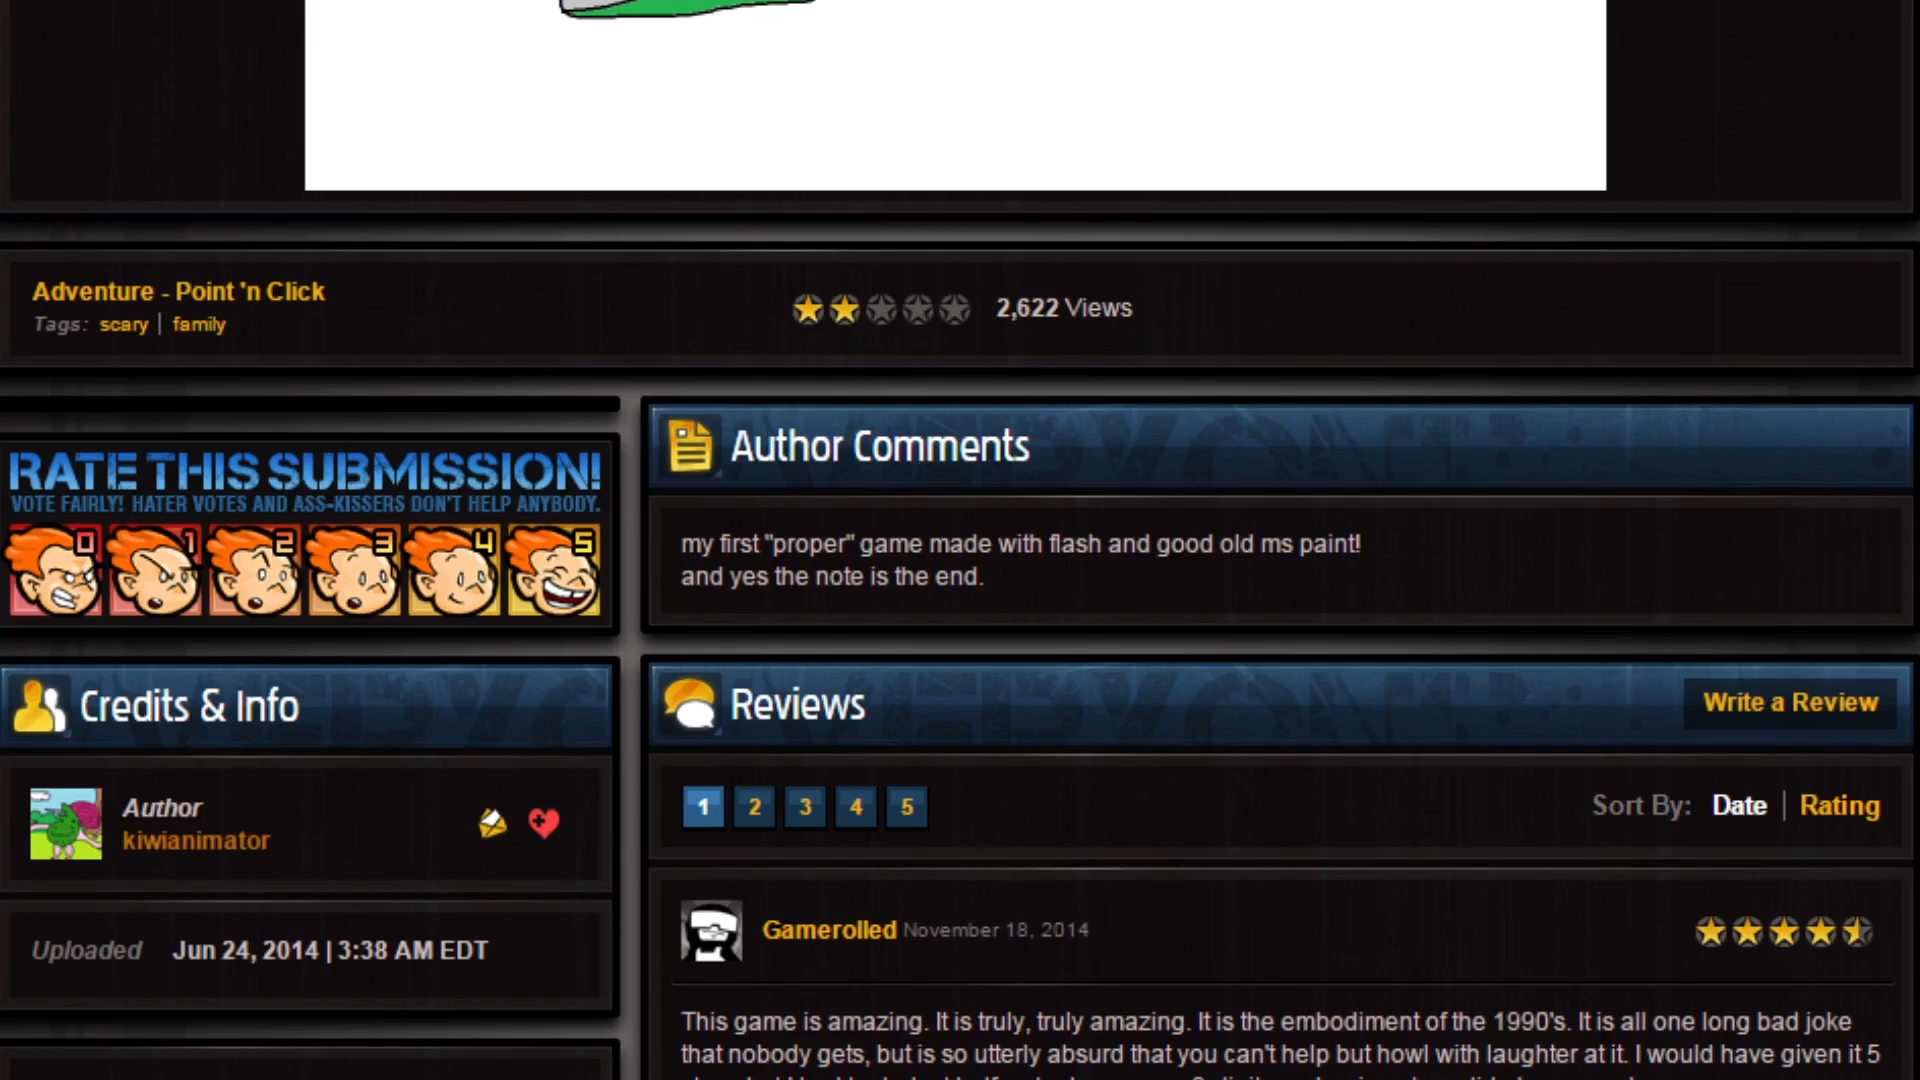 Adventure - Point 'n Click
Tags: scary | family
2,622 Views
RATE THIS SUBMISSION!
VOTE FAIRLY! HATER VOTES AND ASS-KISSERS DON'T HELP ANYBODY.
0 1 2 3 4 5
Author Comments
my first "proper" game made with flash and good old ms paint!
and yes the note is the end.
Credits & Info
Author
kiwianimator
Uploaded Jun 24, 2014 | 3:38 AM EDT
Reviews
Write a Review
1 2 3 4 5
Sort By: Date | Rating
Gamerolled November 18, 2014
This game is amazing. It is truly, truly amazing. It is the embodiment of the 1990's. It is all one long bad joke
that nobody gets, but is so utterly absurd that you can't help but howl with laughter at it. I would have given it 5